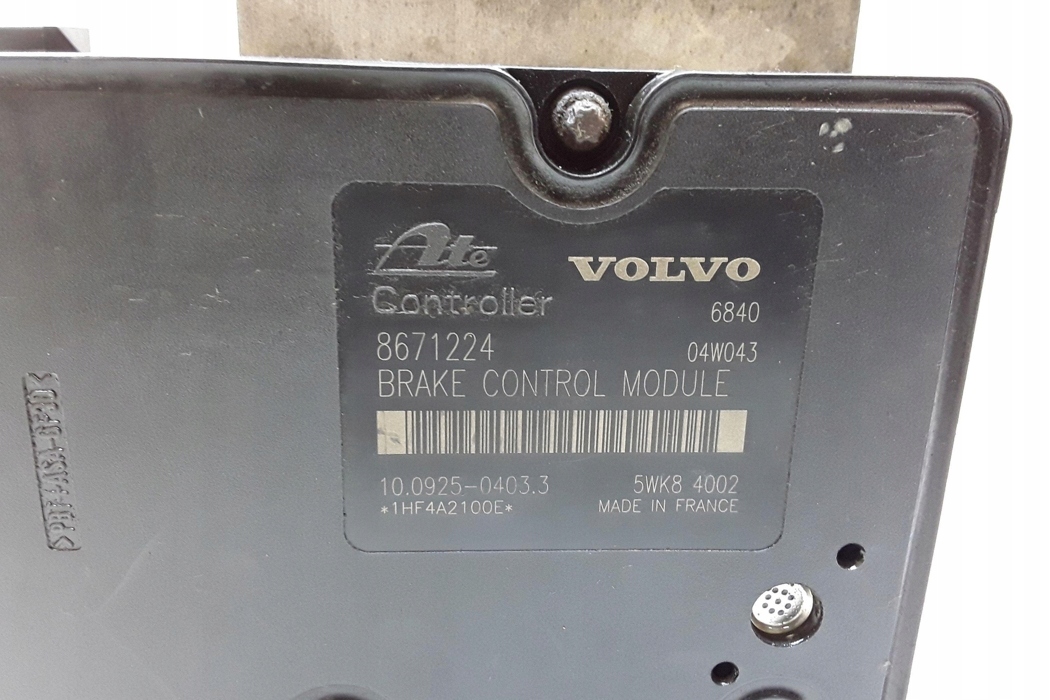 Ate VOLVO
Controller 6840
8671224 04W043
BRAKE CONTROL MODULE
10.0925-0403.3 5WK8 4002
*1HF4A2100E* MADE IN FRANCE